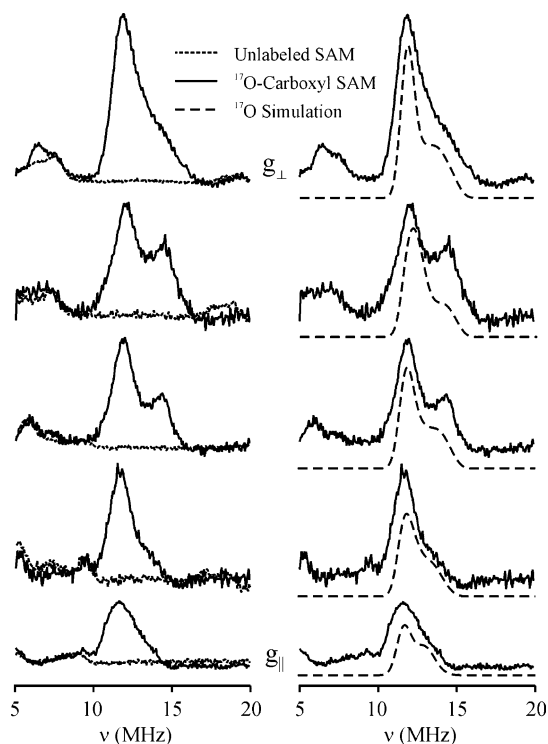 Unlabeled SAM
¹⁷O-Carboxyl SAM
¹⁷O Simulation
g⊥
g∥
5 10 15 20 5 10 15 20
ν (MHz) ν (MHz)